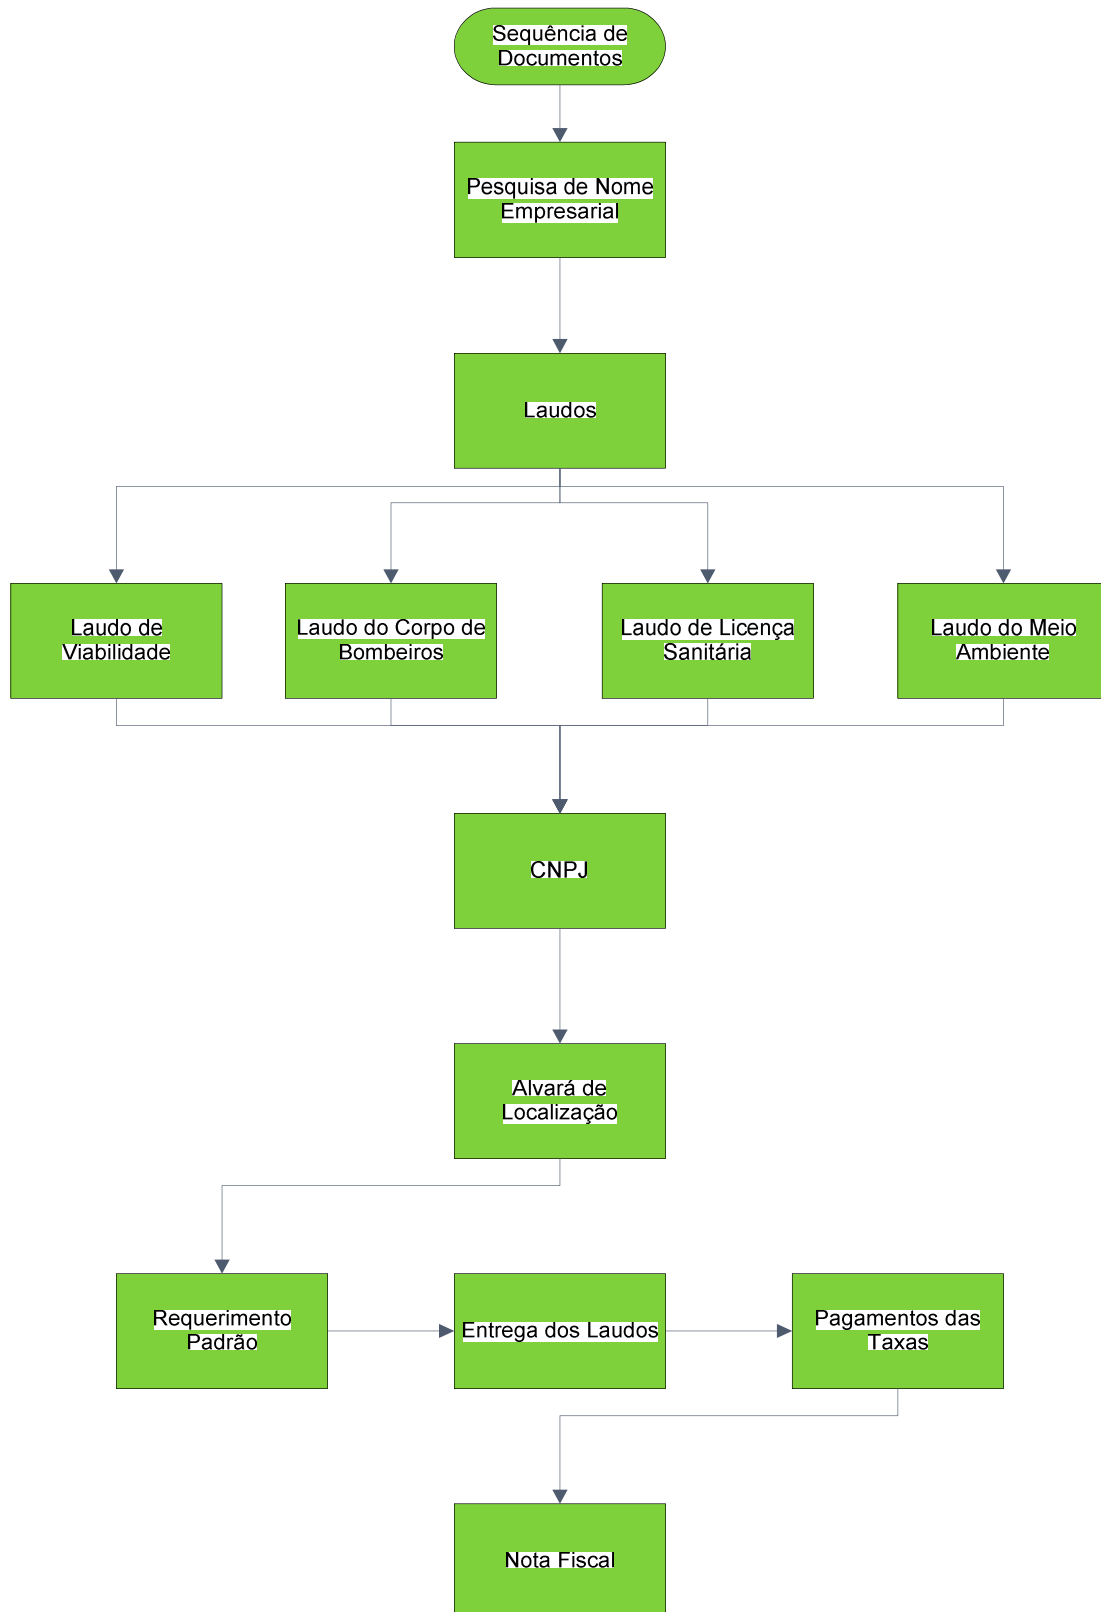 Sequência de
Documentos
Pesquisa de Nome
Empresarial
Laudos
Laudo de
Viabilidade
Laudo do Corpo de
Bombeiros
Laudo de Licença
Sanitária
Laudo do Meio
Ambiente
CNPJ
Alvará de
Localização
Requerimento
Padrão
Entrega dos Laudos
Pagamentos das
Taxas
Nota Fiscal